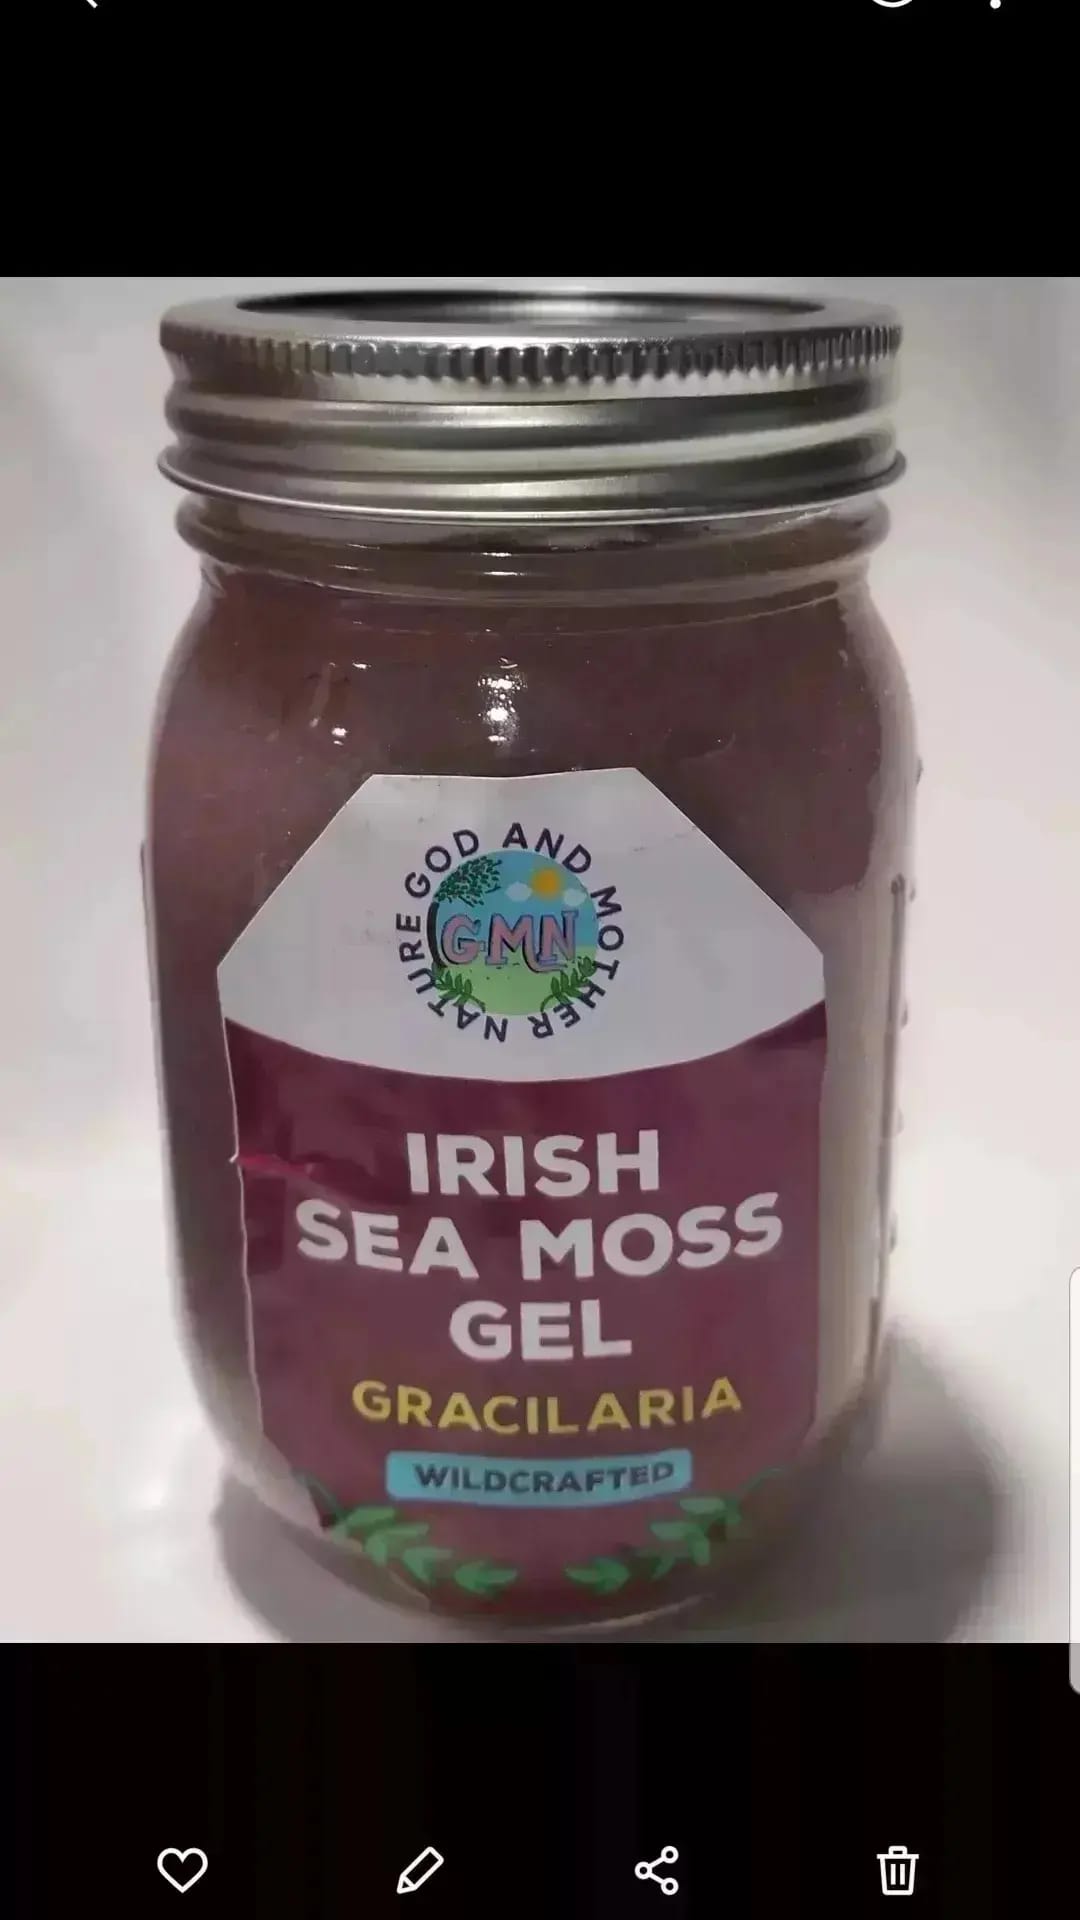 GOD AND MOTHER NATURE
GMN
IRISH
SEA MOSS
GEL
GRACILARIA
WILDCRAFTED